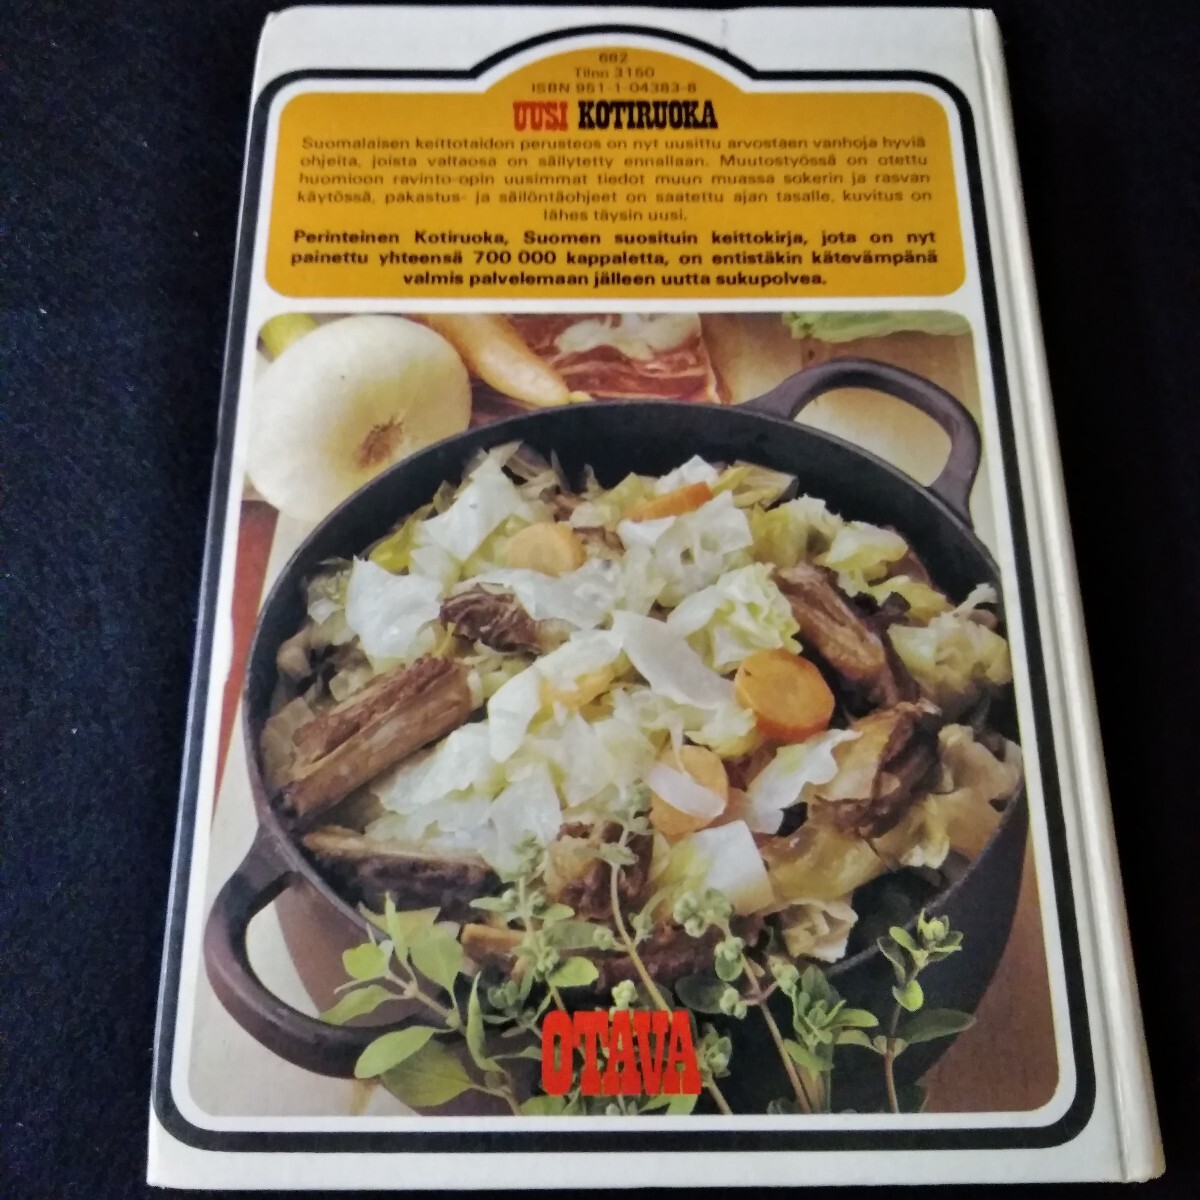 682
Tilno 3150
ISBN 951-1-04383-8
UUSI KOTIRUOKA
Suomalaisen keittotaidon perusteos on nyt uusittu arvostaen vanhoja hyviä
ohjeita, joista valtaosa on säilytetty ennallaan. Muutostyössä on otettu
huomioon ravinto-opin uusimmat tiedot muun muassa sokerin ja rasvan
käytössä, pakastus- ja säilöntäohjeet on saatettu ajan tasalle, kuvitus on
lähes täysin uusi.
Perinteinen Kotiruoka, Suomen suosituin keittokirja, jota on nyt
painettu yhteensä 700 000 kappaletta, on entistäkin kätevämpänä
valmis palvelemaan jälleen uutta sukupolvea.
OTAVA